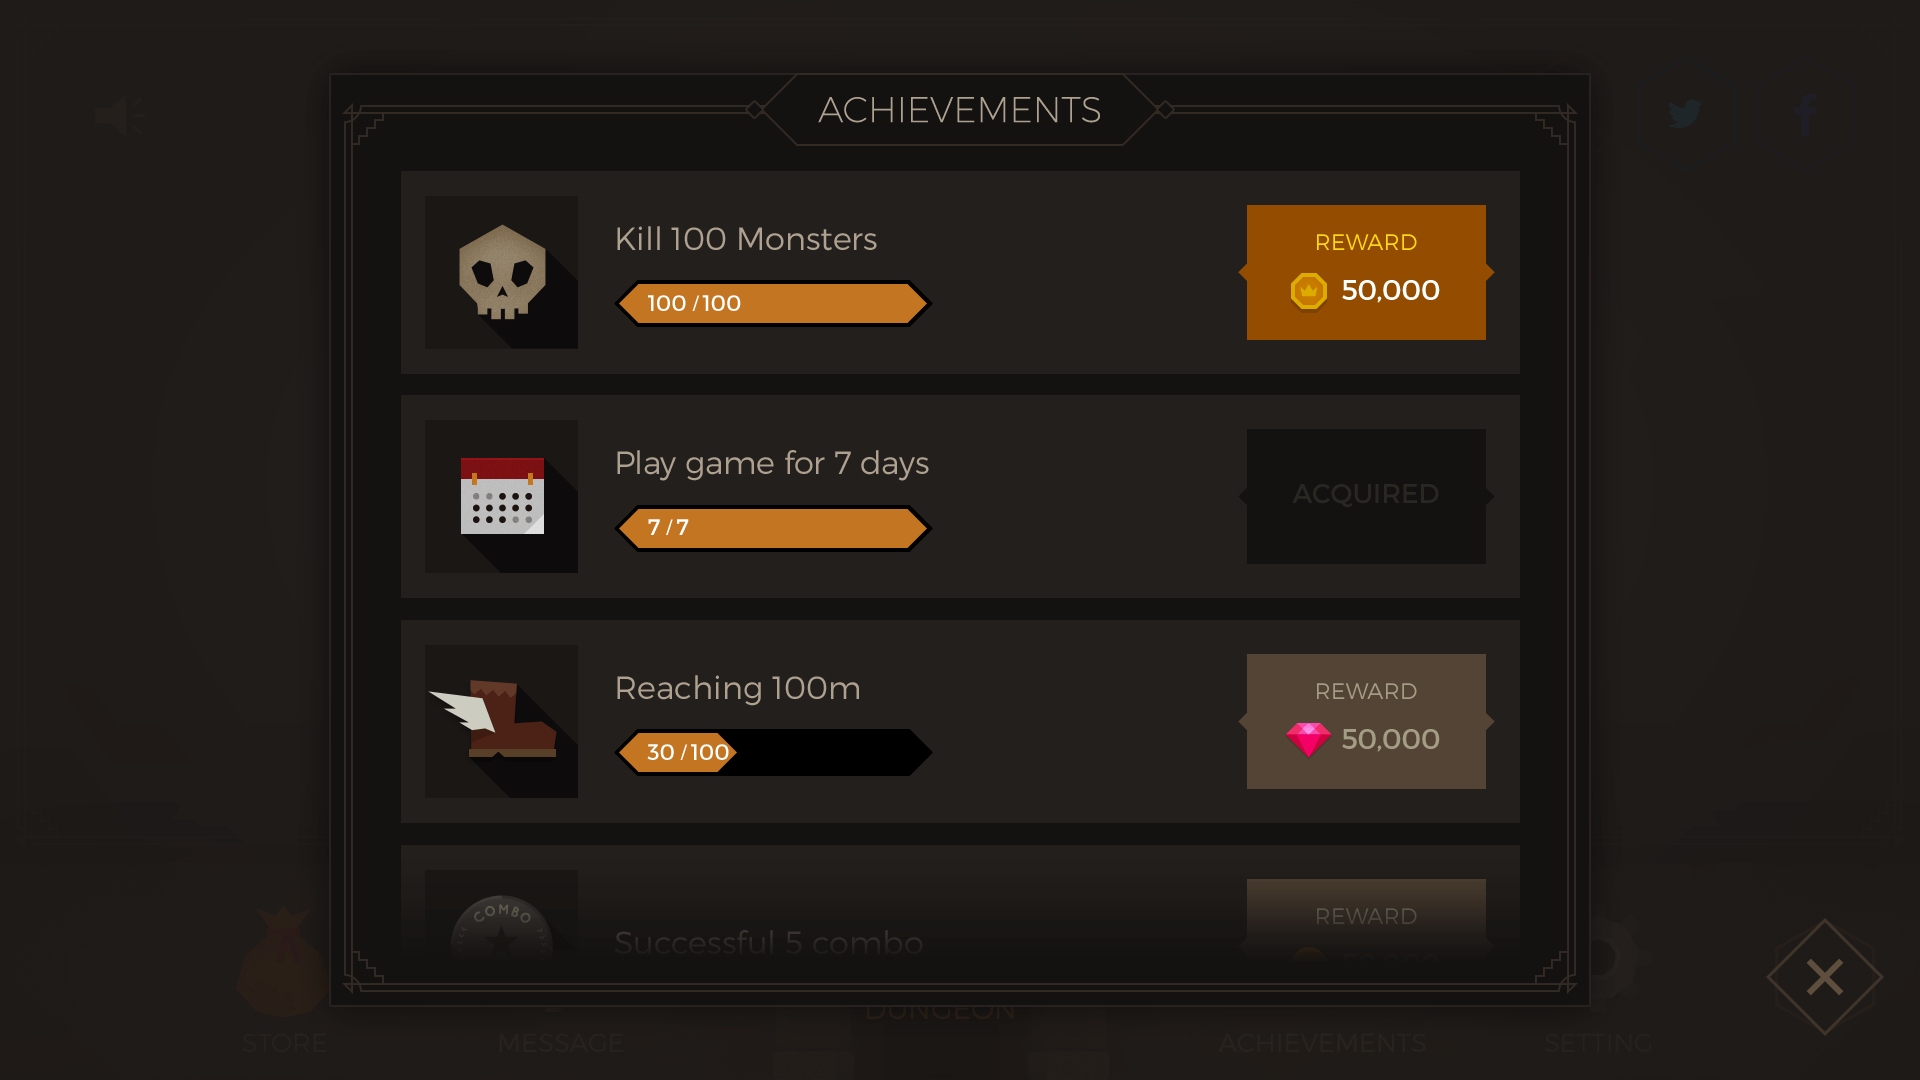 ACHIEVEMENTS
Kill 100 Monsters
REWARD
100 / 100
50,000
Play game for 7 days
7 / 7
ACQUIRED
Reaching 100m
REWARD
30 / 100
50,000
COMBO
REWARD
Successful 5 combo
DUNGEON
STORE
MESSAGE
ACHIEVEMENTS
SETTING